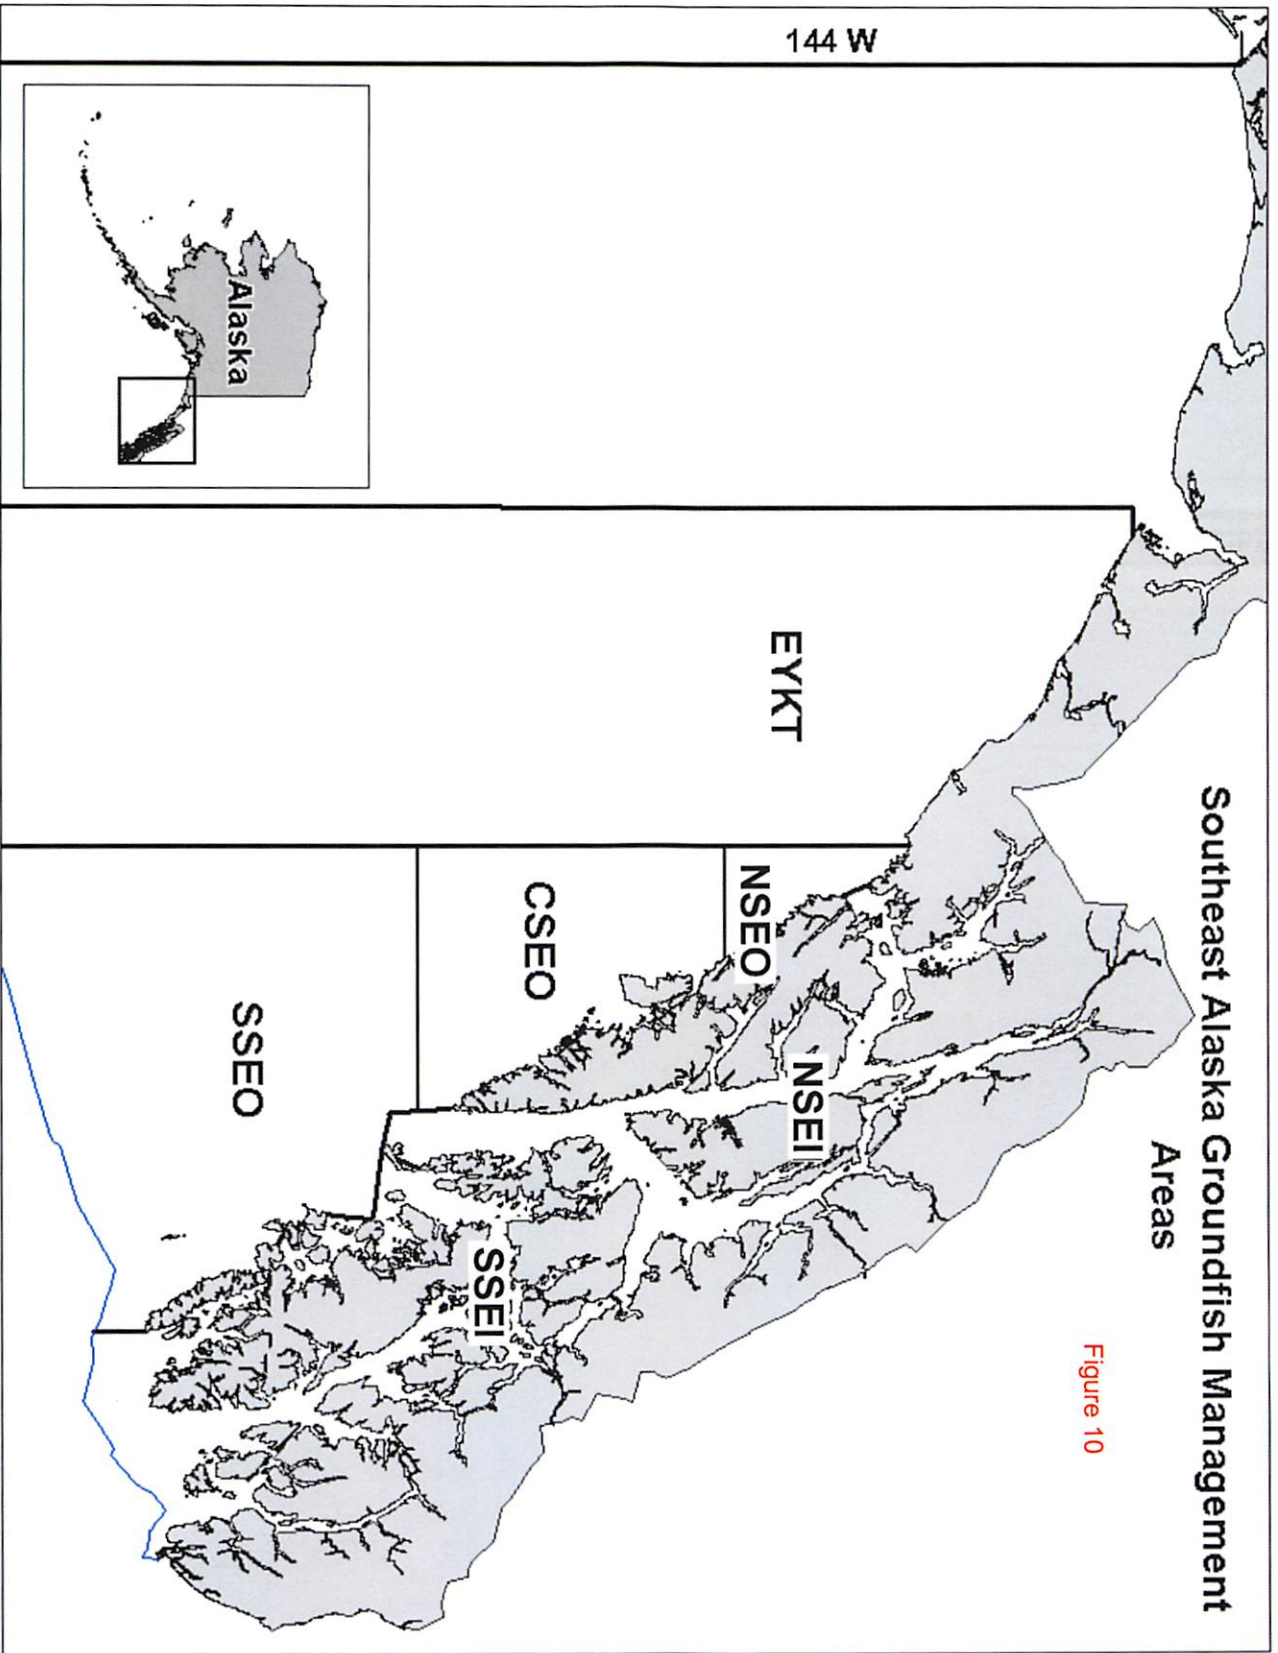 Southeast Alaska Groundfish Management
Areas
Figure 10
144 W
EYKT
NSEO
NSEI
CSEO
SSEI
SSEO
Alaska